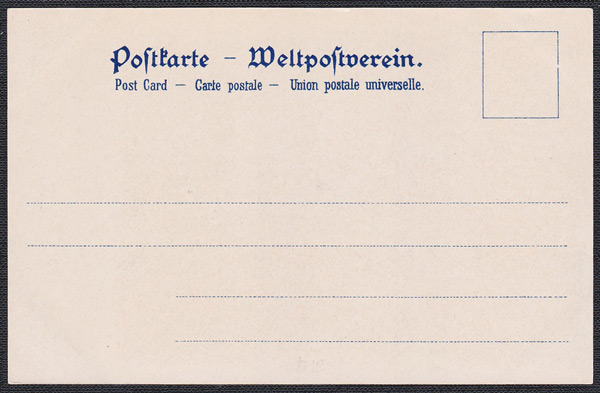 Postkarte – Weltpostverein.
Post Card — Carte postale — Union postale universelle.